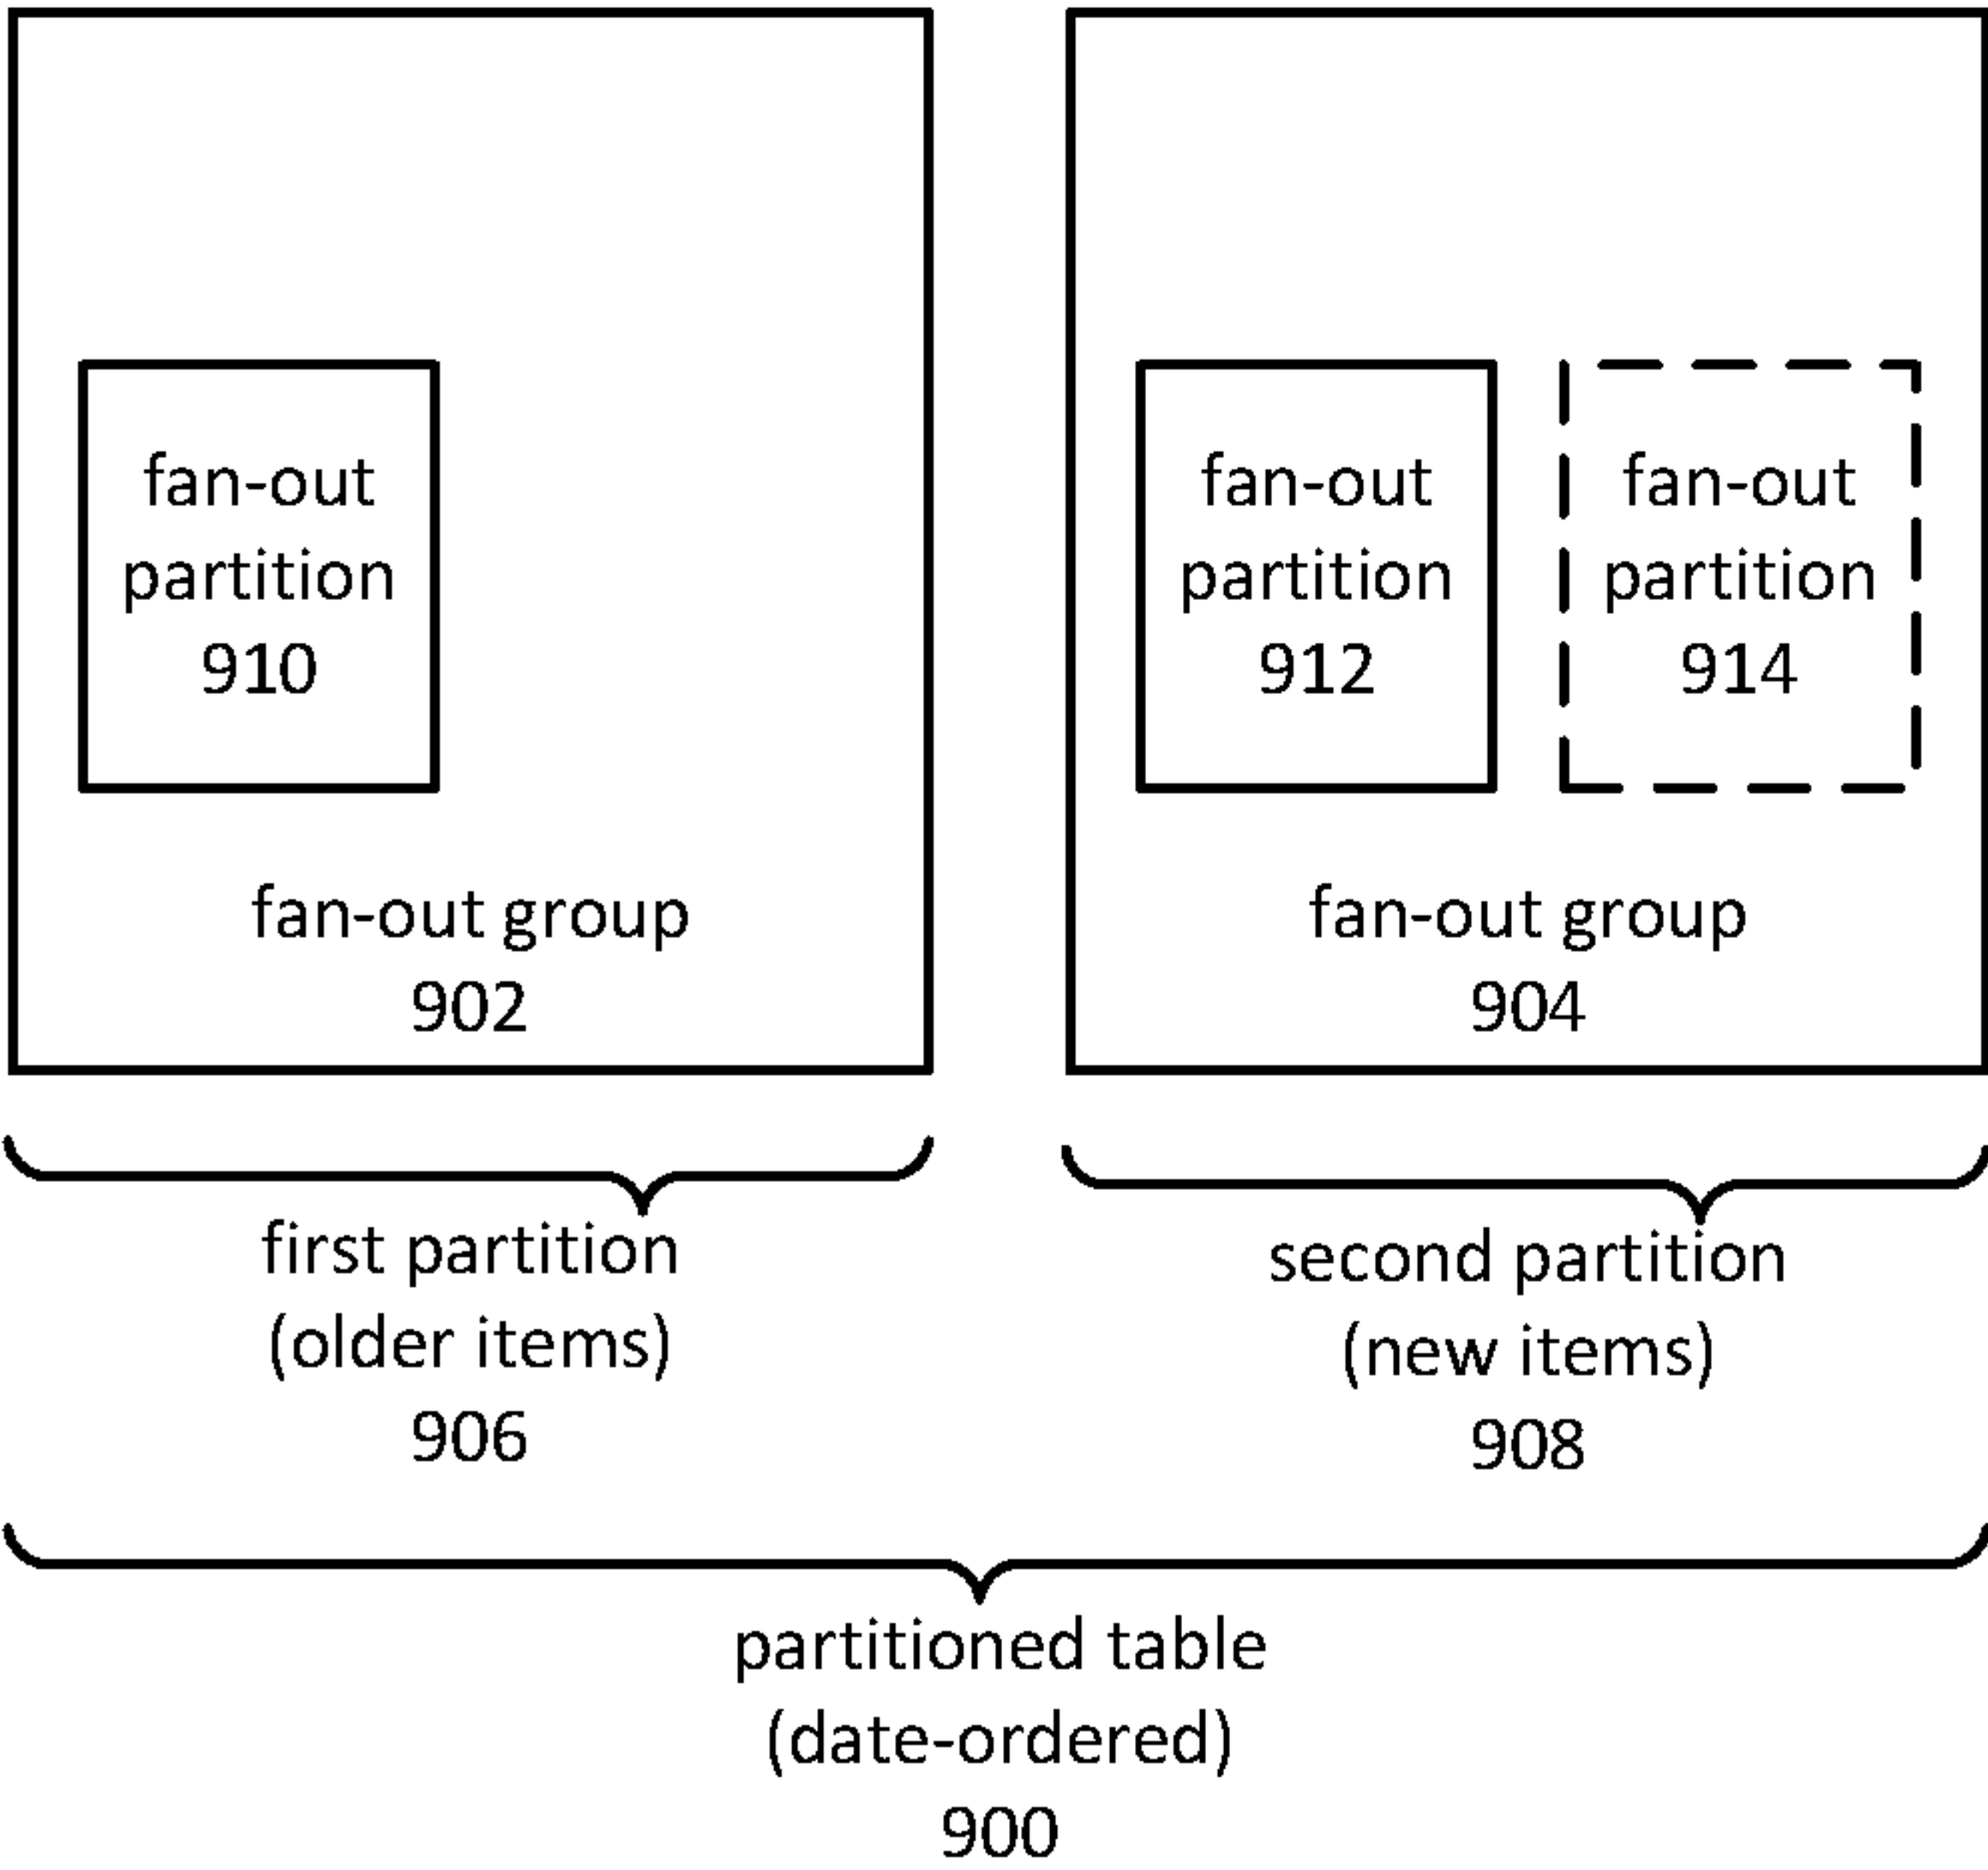 fan-out
partition
910
fan-out group
902
fan-out
partition
912
fan-out
partition
914
fan-out group
904
first partition
(older items)
906
second partition
(new items)
908
partitioned table
(date-ordered)
900